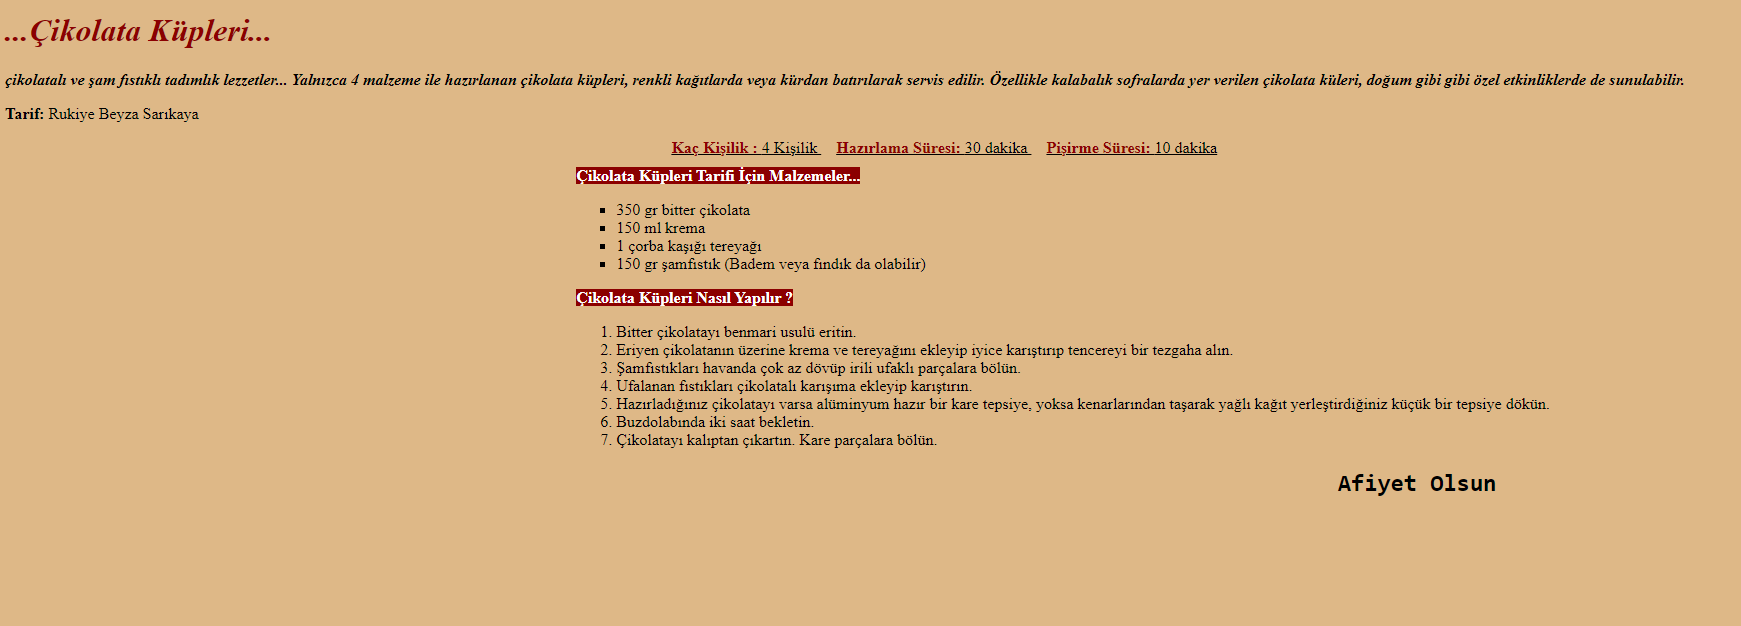 ...Çikolata Küpleri...
çikolatalı ve şam fıstıklı tadımlık lezzetler... Yalnızca 4 malzeme ile hazırlanan çikolata küpleri, renkli kağıtlarda veya kürdan batırılarak servis edilir. Özellikle kalabalık sofralarda yer verilen çikolata küleri, doğum gibi gibi özel etkinliklerde de sunulabilir.
Tarif: Rukiye Beyza Sarıkaya
Kaç Kişilik : 4 Kişilik Hazırlama Süresi: 30 dakika Pişirme Süresi: 10 dakika
Çikolata Küpleri Tarifi İçin Malzemeler...
▪ 350 gr bitter çikolata
▪ 150 ml krema
▪ 1 çorba kaşığı tereyağı
▪ 150 gr şamfıstık (Badem veya fındık da olabilir)
Çikolata Küpleri Nasıl Yapılır ?
1. Bitter çikolatayı benmari usulü eritin.
2. Eriyen çikolatanın üzerine krema ve tereyağını ekleyip iyice karıştırıp tencereyi bir tezgaha alın.
3. Şamfıstıkları havanda çok az dövüp irili ufaklı parçalara bölün.
4. Ufalanan fıstıkları çikolatalı karışıma ekleyip karıştırın.
5. Hazırladığınız çikolatayı varsa alüminyum hazır bir kare tepsiye, yoksa kenarlarından taşarak yağlı kağıt yerleştirdiğiniz küçük bir tepsiye dökün.
6. Buzdolabında iki saat bekletin.
7. Çikolatayı kalıptan çıkartın. Kare parçalara bölün.
Afiyet Olsun